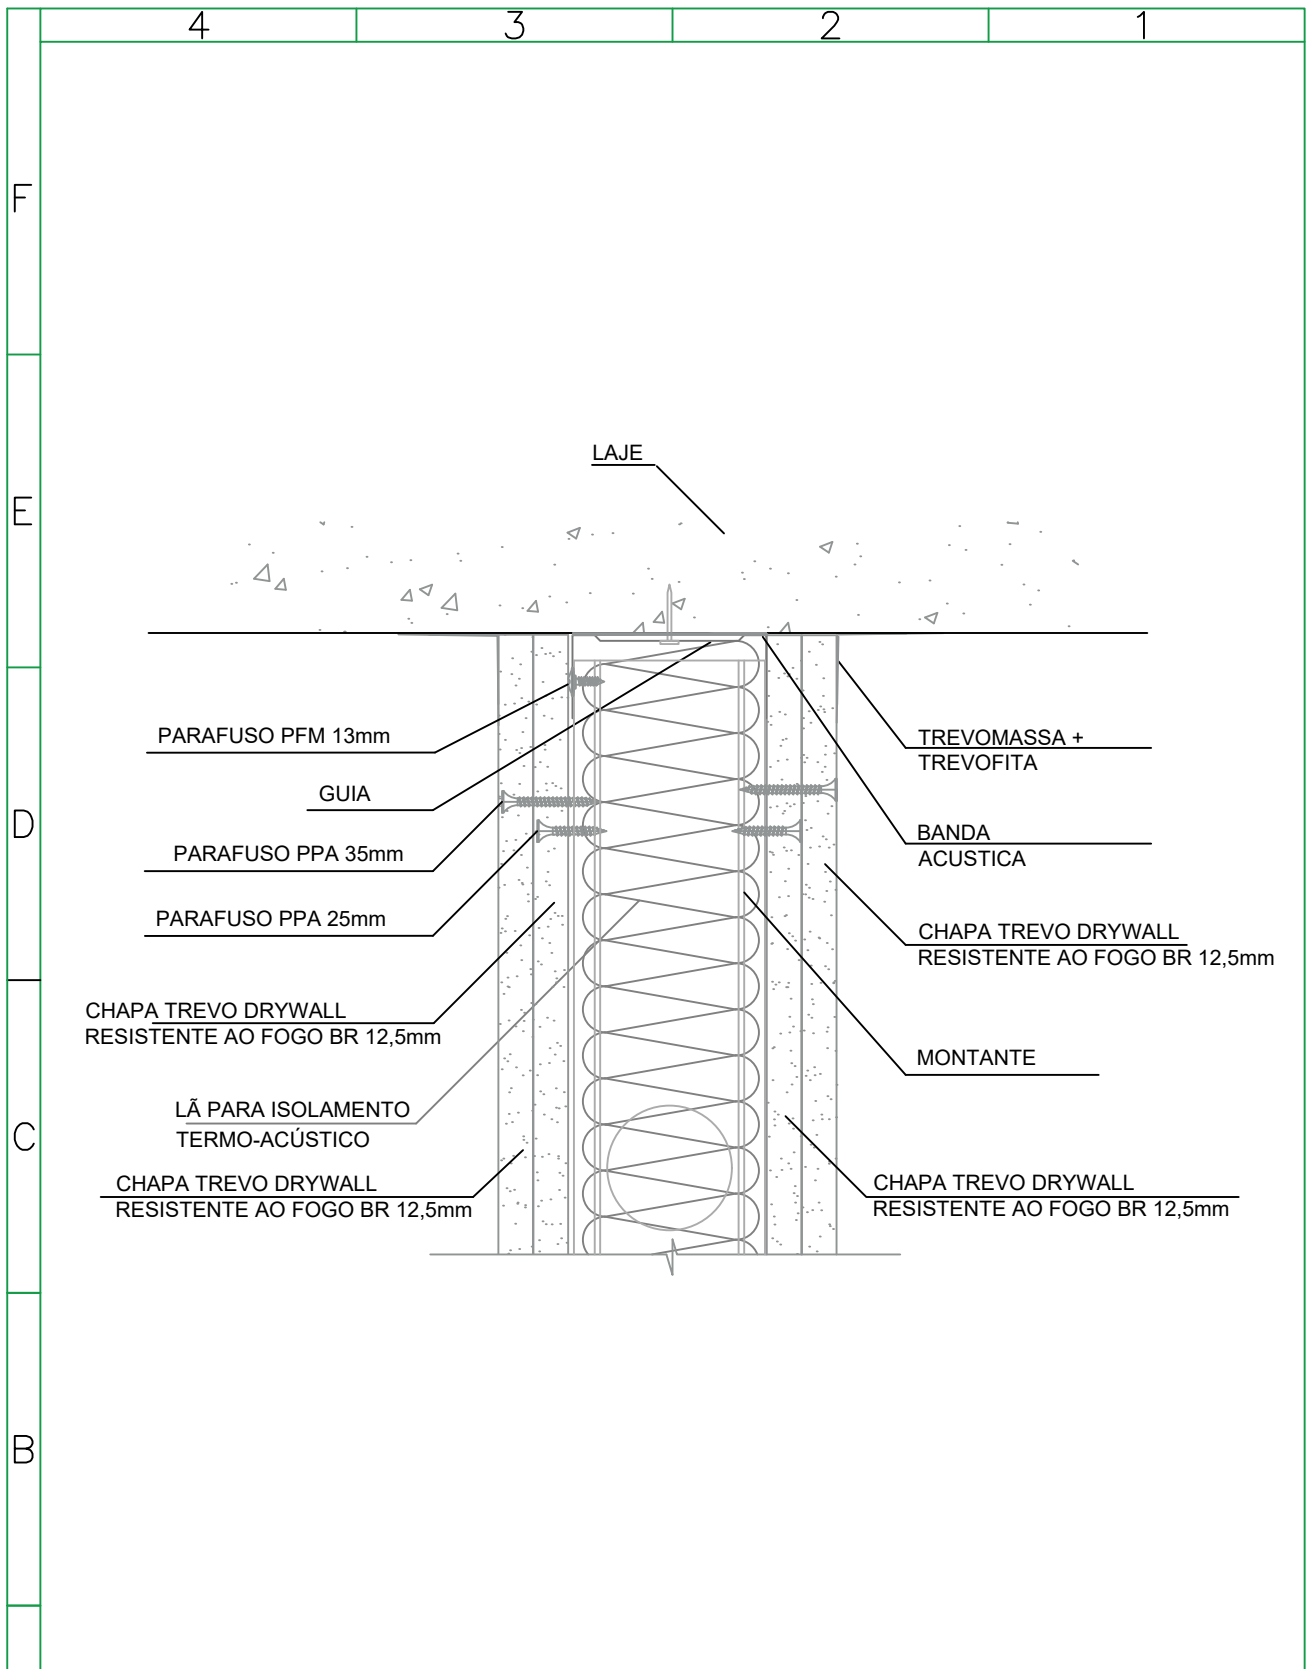 4 3 2 1
F
E
D
C
B
LAJE
PARAFUSO PFM 13mm
GUIA
PARAFUSO PPA 35mm
PARAFUSO PPA 25mm
CHAPA TREVO DRYWALL
RESISTENTE AO FOGO BR 12,5mm
LÃ PARA ISOLAMENTO
TERMO-ACÚSTICO
CHAPA TREVO DRYWALL
RESISTENTE AO FOGO BR 12,5mm
TREVOMASSA +
TREVOFITA
BANDA
ACUSTICA
CHAPA TREVO DRYWALL
RESISTENTE AO FOGO BR 12,5mm
MONTANTE
CHAPA TREVO DRYWALL
RESISTENTE AO FOGO BR 12,5mm